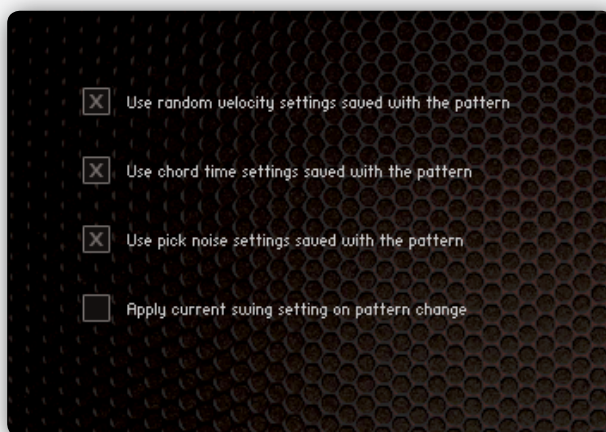 X Use random velocity settings saved with the pattern
X Use chord time settings saved with the pattern
X Use pick noise settings saved with the pattern
Apply current swing setting on pattern change